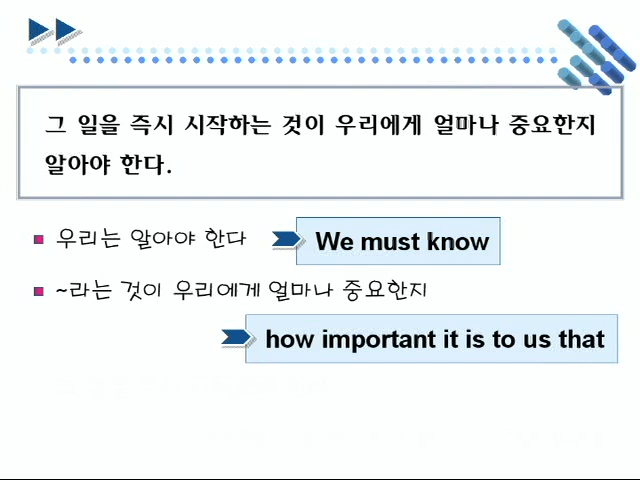 그 일을 즉시 시작하는 것이 우리에게 얼마나 중요한지
알아야 한다.
우리는 알아야 한다
We must know
~라는 것이 우리에게 얼마나 중요한지
how important it is to us that